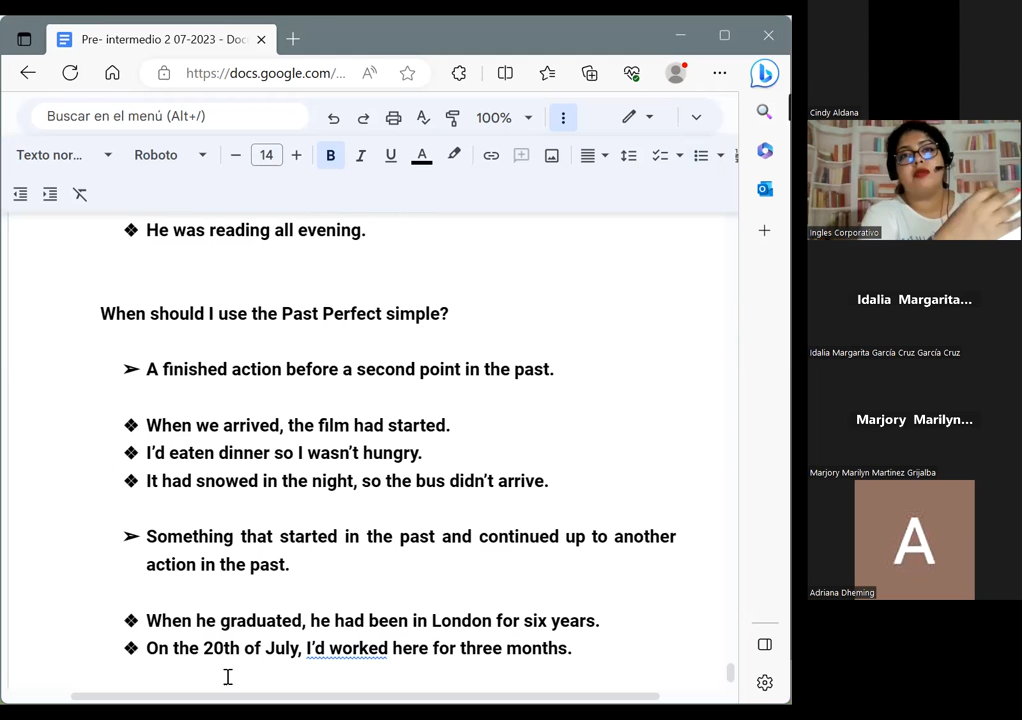 Pre- intermedio 2 07-2023 - Doc
https://docs.google.com/...
Buscar en el menú (Alt+/)
100%
Texto nor...
Roboto
14
B
I
U
A
He was reading all evening.
When should I use the Past Perfect simple?
➢ A finished action before a second point in the past.
❖ When we arrived, the film had started.
❖ I'd eaten dinner so I wasn't hungry.
❖ It had snowed in the night, so the bus didn't arrive.
➢ Something that started in the past and continued up to another
action in the past.
❖ When he graduated, he had been in London for six years.
❖ On the 20th of July, I'd worked here for three months.
Cindy Aldana
Ingles Corporativo
Idalia Margarita...
Idalia Margarita García Cruz García Cruz
Marjory Marilyn...
Marjory Marilyn Martinez Grijalba
A
Adriana Dheming